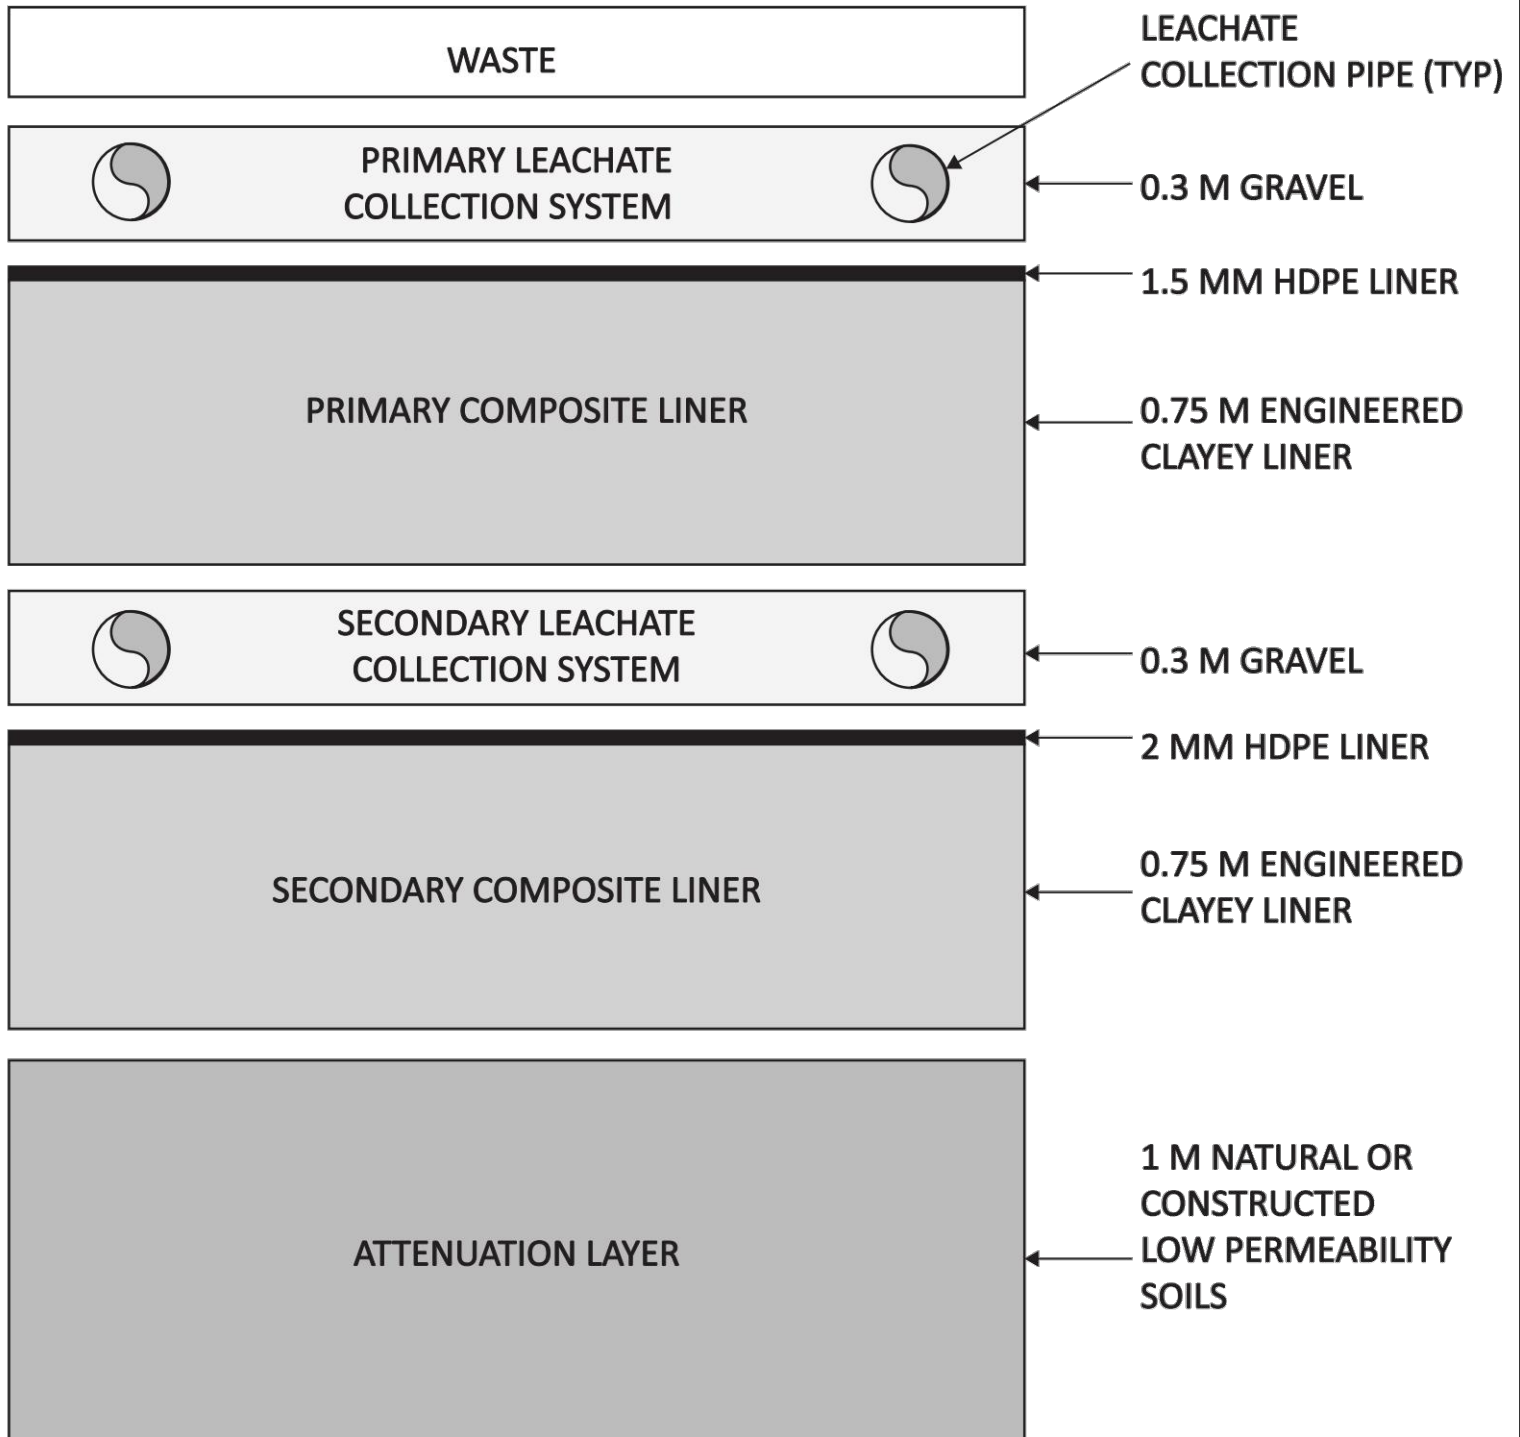 WASTE
LEACHATE
COLLECTION PIPE (TYP)
PRIMARY LEACHATE
COLLECTION SYSTEM
0.3 M GRAVEL
1.5 MM HDPE LINER
PRIMARY COMPOSITE LINER
0.75 M ENGINEERED
CLAYEY LINER
SECONDARY LEACHATE
COLLECTION SYSTEM
0.3 M GRAVEL
2 MM HDPE LINER
SECONDARY COMPOSITE LINER
0.75 M ENGINEERED
CLAYEY LINER
ATTENUATION LAYER
1 M NATURAL OR
CONSTRUCTED
LOW PERMEABILITY
SOILS